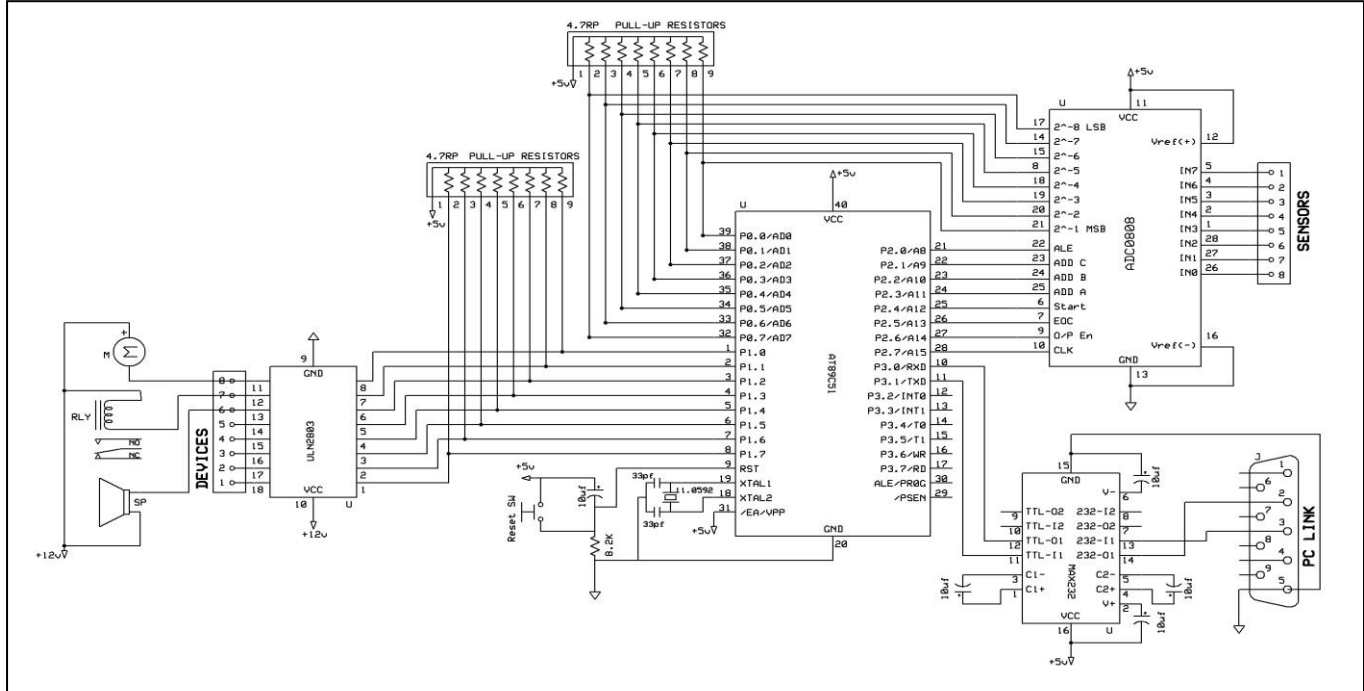 4.7RP PULL-UP RESISTORS
+5v
1 2 3 4 5 6 7 8 9
4.7RP PULL-UP RESISTORS
+5v
1 2 3 4 5 6 7 8 9
+5v
U
11
VCC
17 2^-8 LSB
14 2^-7
15 2^-6
8 2^-5
18 2^-4
19 2^-3
20 2^-2
21 2^-1 MSB
22 ALE
23 ADD C
24 ADD B
25 ADD A
6 Start
7 EOC
9 O/P En
10 CLK
ADC0808
Vref(+) 12
IN7 5
IN6 4
IN5 3
IN4 2
IN3 1
IN2 28
IN1 27
IN0 26
Vref(-) 16
GND
13
1
2
3
4
5
6
7
8
SENSORS
+5v
U
40
VCC
39 P0.0/AD0
38 P0.1/AD1
37 P0.2/AD2
36 P0.3/AD3
35 P0.4/AD4
34 P0.5/AD5
33 P0.6/AD6
32 P0.7/AD7
1 P1.0
2 P1.1
3 P1.2
4 P1.3
5 P1.4
6 P1.5
7 P1.6
8 P1.7
9 RST
19 XTAL1
18 XTAL2
31 /EA/VPP
AT89C51
P2.0/A8 21
P2.1/A9 22
P2.2/A10 23
P2.3/A11 24
P2.4/A12 25
P2.5/A13 26
P2.6/A14 27
P2.7/A15 28
P3.0/RXD 10
P3.1/TXD 11
P3.2/INT0 12
P3.3/INT1 13
P3.4/T0 14
P3.5/T1 15
P3.6/WR 16
P3.7/RD 17
ALE/PROG 30
/PSEN 29
GND
20
+
M
RLY
NO
NC
SP
+12v
DEVICES
8
7
6
5
4
3
2
1
9
GND
11
12
13
14
15
16
17
18
ULN2803
8
7
6
5
4
3
2
1
VCC
10
U
+12v
+5v
Reset SW
10uf
8.2K
33pf
11.0592
33pf
+5v
15
GND
10uf
V-
6
TTL-O2 9
TTL-I2 10
TTL-O1 12
TTL-I1 11
C1- 3
C1+ 1
10uf
MAX232
232-I2 8
232-O2 7
232-I1 13
232-O1 14
C2- 5
C2+ 4
V+ 2
10uf
10uf
VCC
16
U
+5v
J
1
6
2
7
3
8
4
9
5
PC LINK